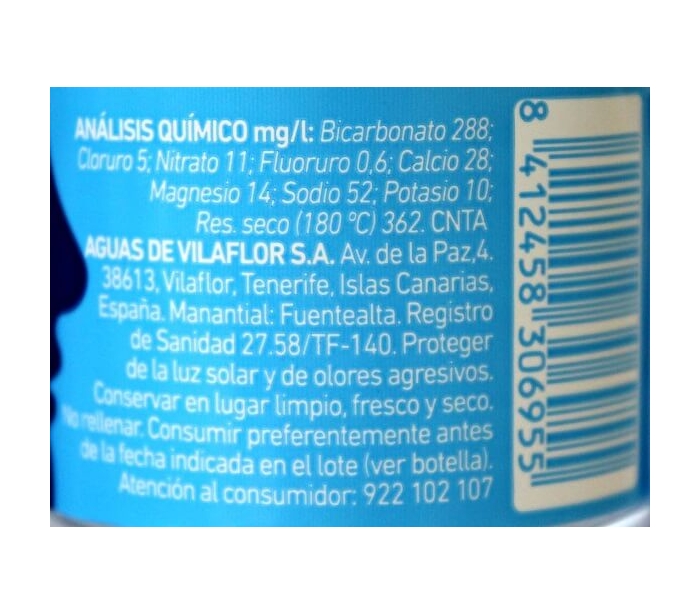 ANÁLISIS QUÍMICO mg/l: Bicarbonato 288;
Cloruro 5; Nitrato 11; Fluoruro 0,6; Calcio 28;
Magnesio 14; Sodio 52; Potasio 10;
Res. seco (180 °C) 362. CNTA
AGUAS DE VILAFLOR S.A. Av. de la Paz,4.
38613, Vilaflor, Tenerife, Islas Canarias,
España. Manantial: Fuentealta. Registro
de Sanidad 27.58/TF-140. Proteger
de la luz solar y de olores agresivos.
Conservar en lugar limpio, fresco y seco.
No rellenar. Consumir preferentemente antes
de la fecha indicada en el lote (ver botella).
Atención al consumidor: 922 102 107
8 412458 306955